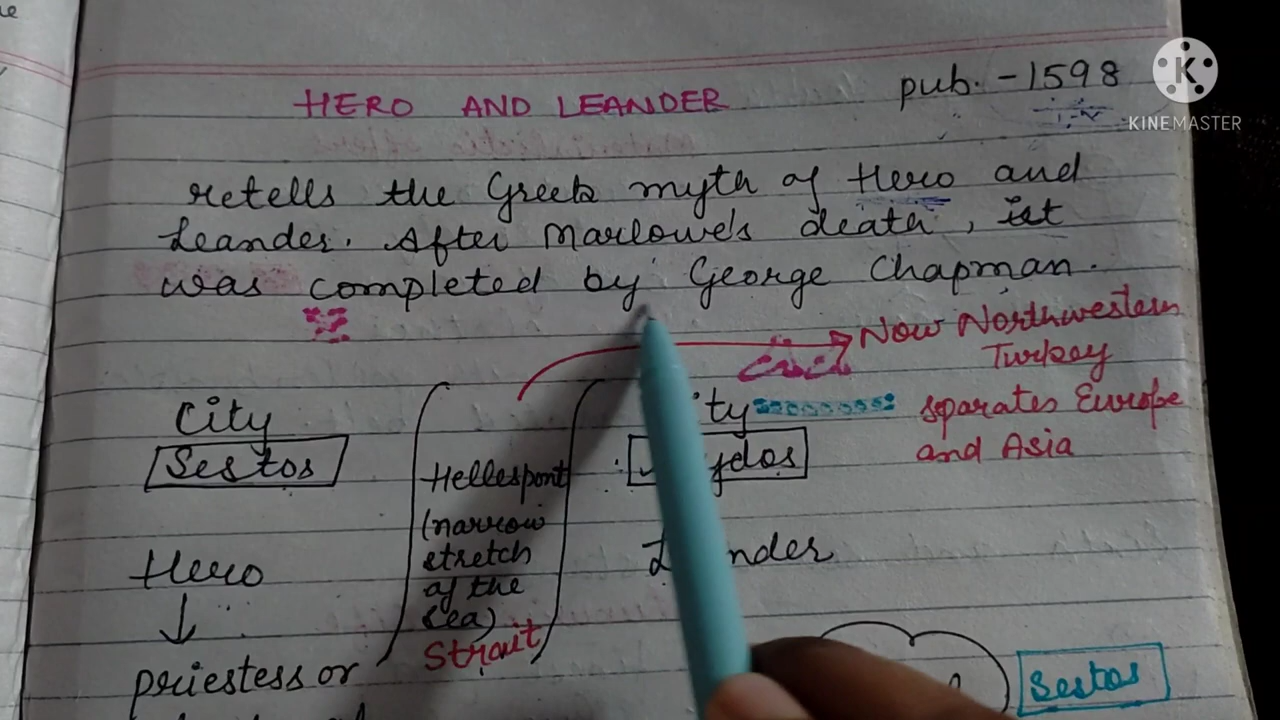 HERO AND LEANDER
pub. - 1598
KINEMASTER
retells the Greek myth of Hero and
Leander. After Marlowe's death, it
was completed by George Chapman.
Now Northwestern
Turkey
separates Europe
and Asia
City
Sestos
Hellespont
(narrow
stretch
of the
sea)
Strait
Hero
priestess or
Sestos